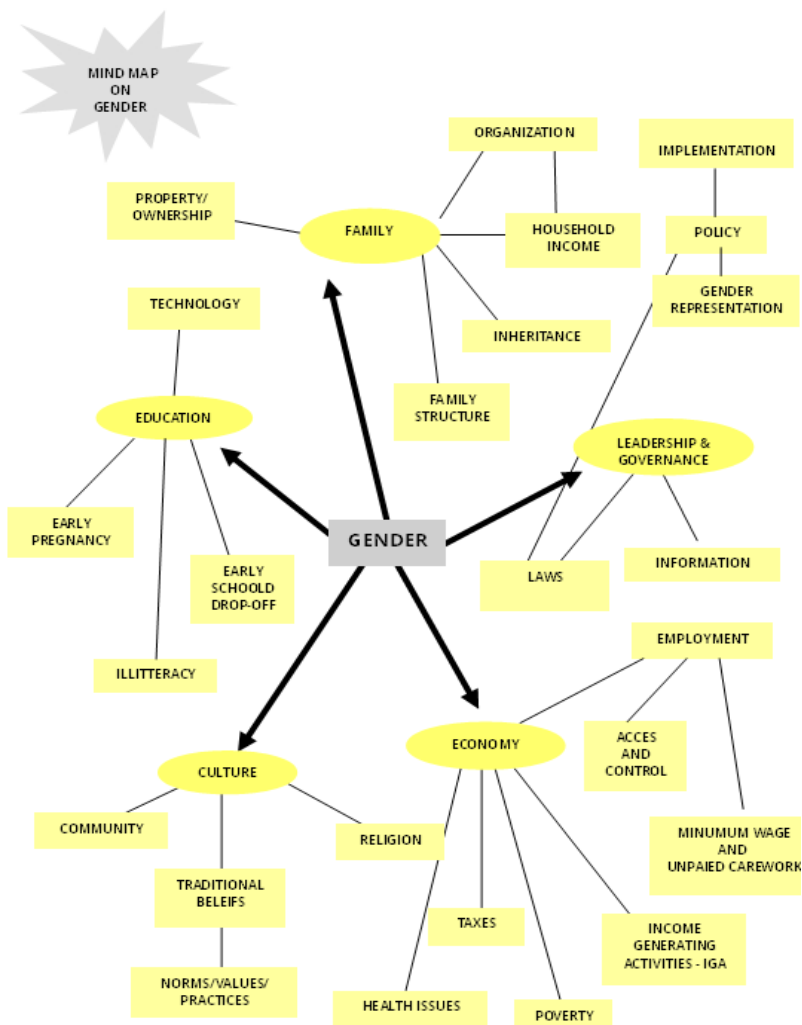 MIND MAP
ON
GENDER
ORGANIZATION
IMPLEMENTATION
PROPERTY/
OWNERSHIP
FAMILY
HOUSEHOLD
INCOME
POLICY
GENDER
REPRESENTATION
TECHNOLOGY
INHERITANCE
FAMILY
STRUCTURE
EDUCATION
LEADERSHIP &
GOVERNANCE
EARLY
PREGNANCY
GENDER
EARLY
SCHOOLD
DROP-OFF
LAWS
INFORMATION
ILLITTERACY
EMPLOYMENT
ACCES
AND
CONTROL
ECONOMY
CULTURE
COMMUNITY
RELIGION
MINUMUM WAGE
AND
UNPAIED CAREWORK
TRADITIONAL
BELEIFS
TAXES
INCOME
GENERATING
ACTIVITIES - IGA
NORMS/VALUES/
PRACTICES
HEALTH ISSUES
POVERTY